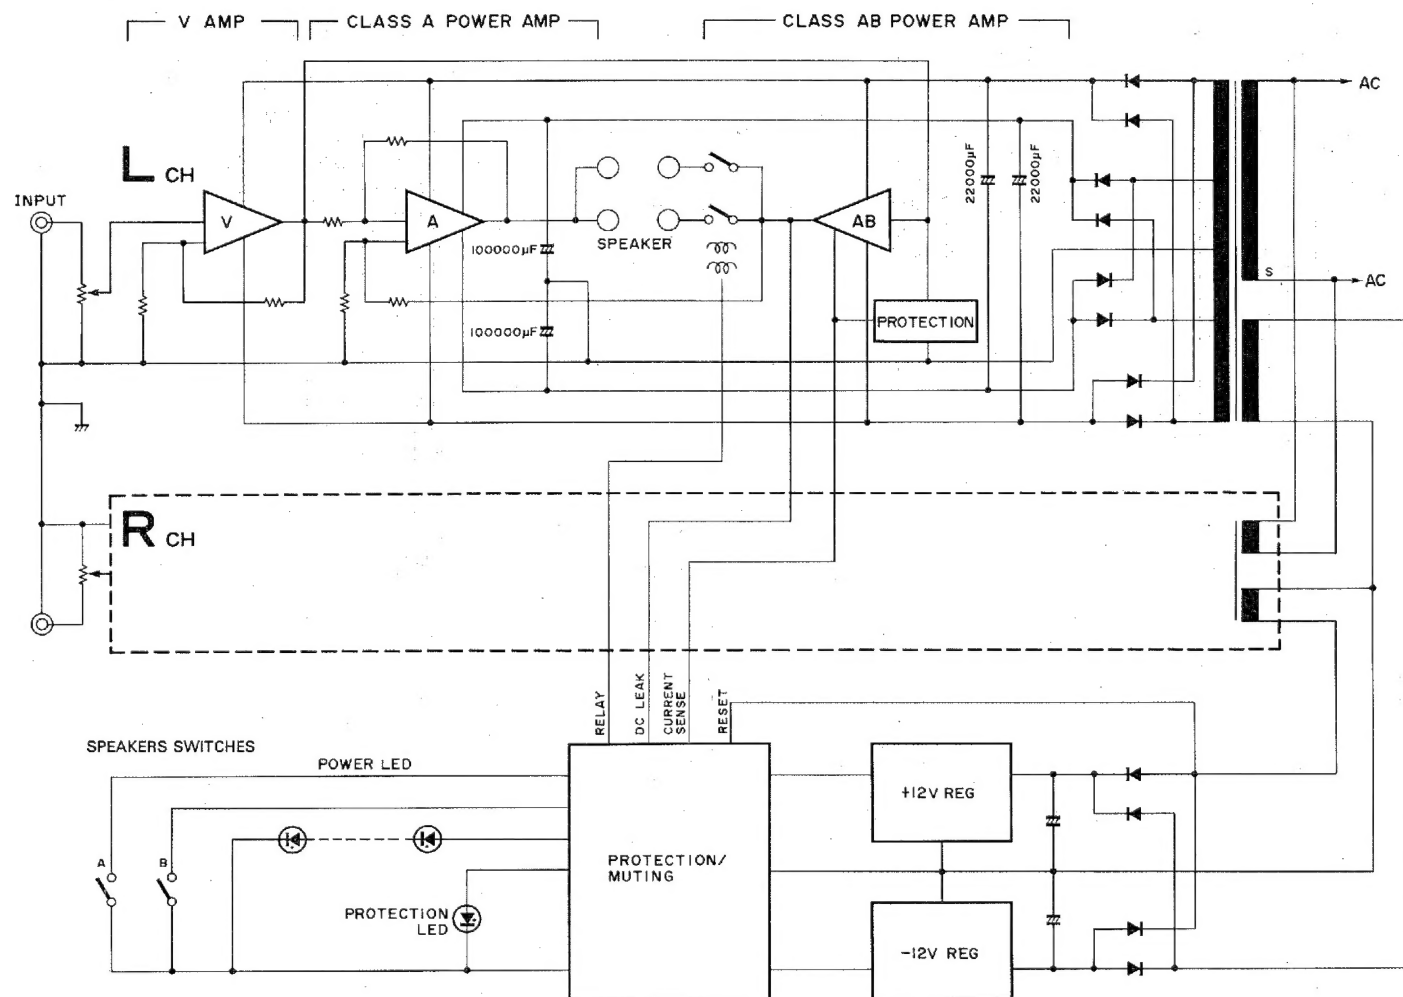 V AMP
CLASS A POWER AMP
CLASS AB POWER AMP
AC
L CH
INPUT
V
A
SPEAKER
AB
22000μF
22000μF
100000μF
100000μF
PROTECTION
S
AC
R CH
RELAY
DC LEAK
CURRENT
SENSE
RESET
SPEAKERS SWITCHES
POWER LED
+12V REG
A
B
PROTECTION/
MUTING
PROTECTION
LED
-12V REG